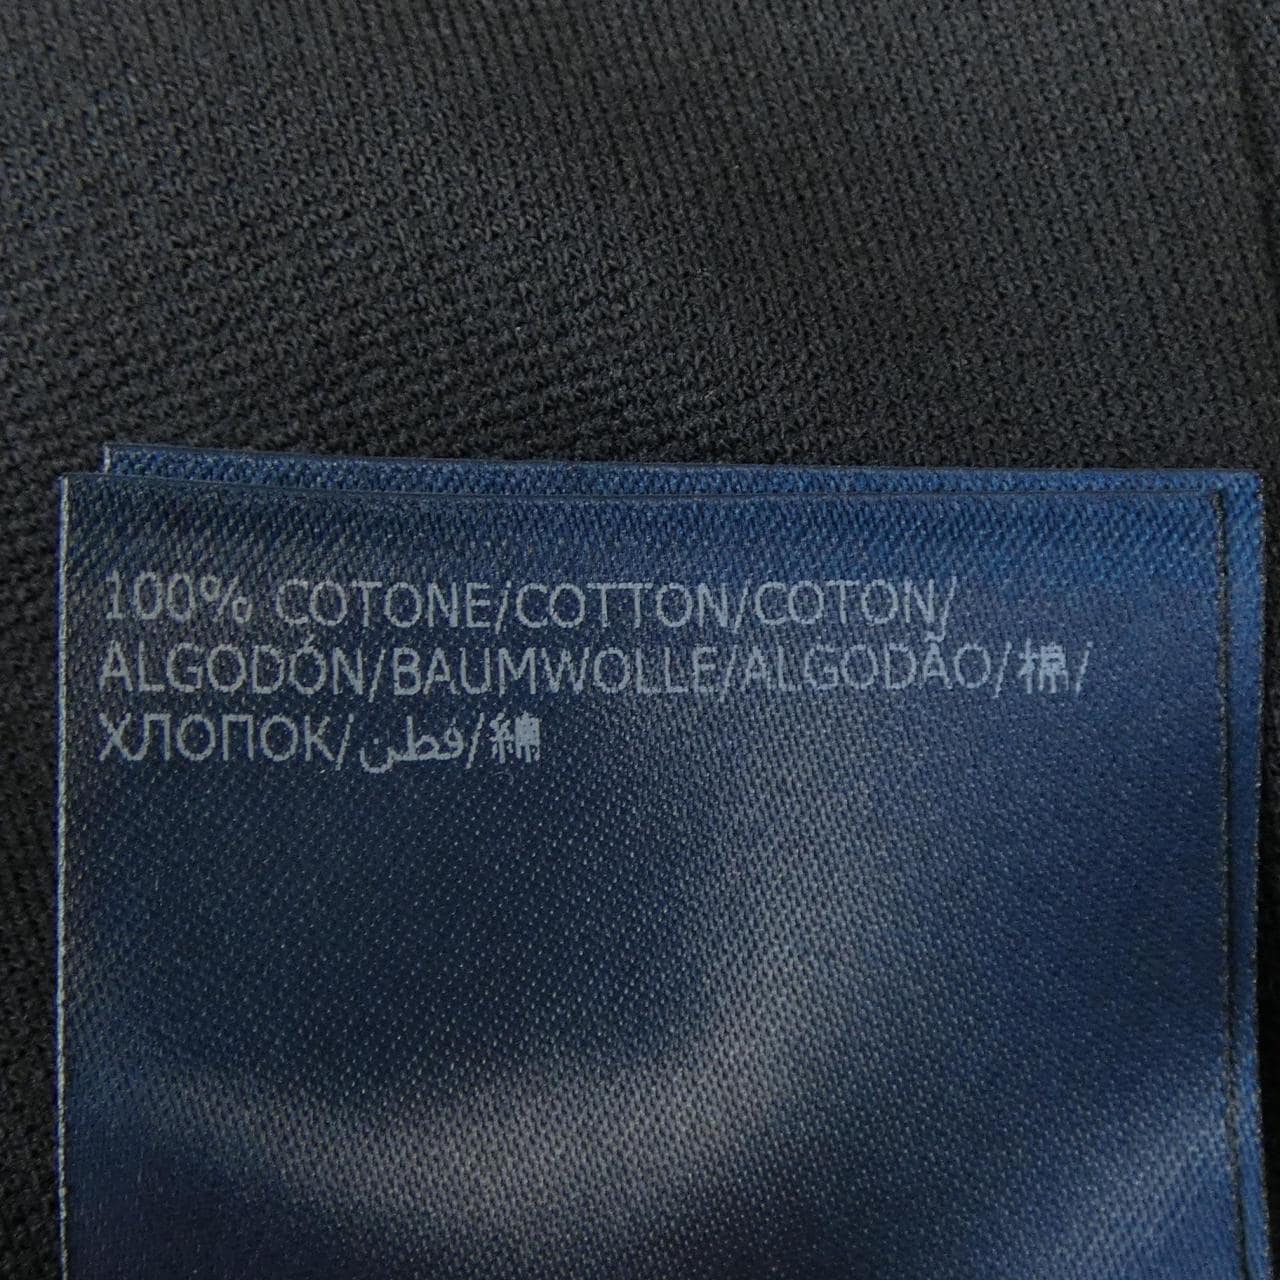 100% COTONE/COTTON/COTON/
ALGODÓN/BAUMWOLLE/ALGODÃO/棉/
ХЛОПОК/قطن/綿